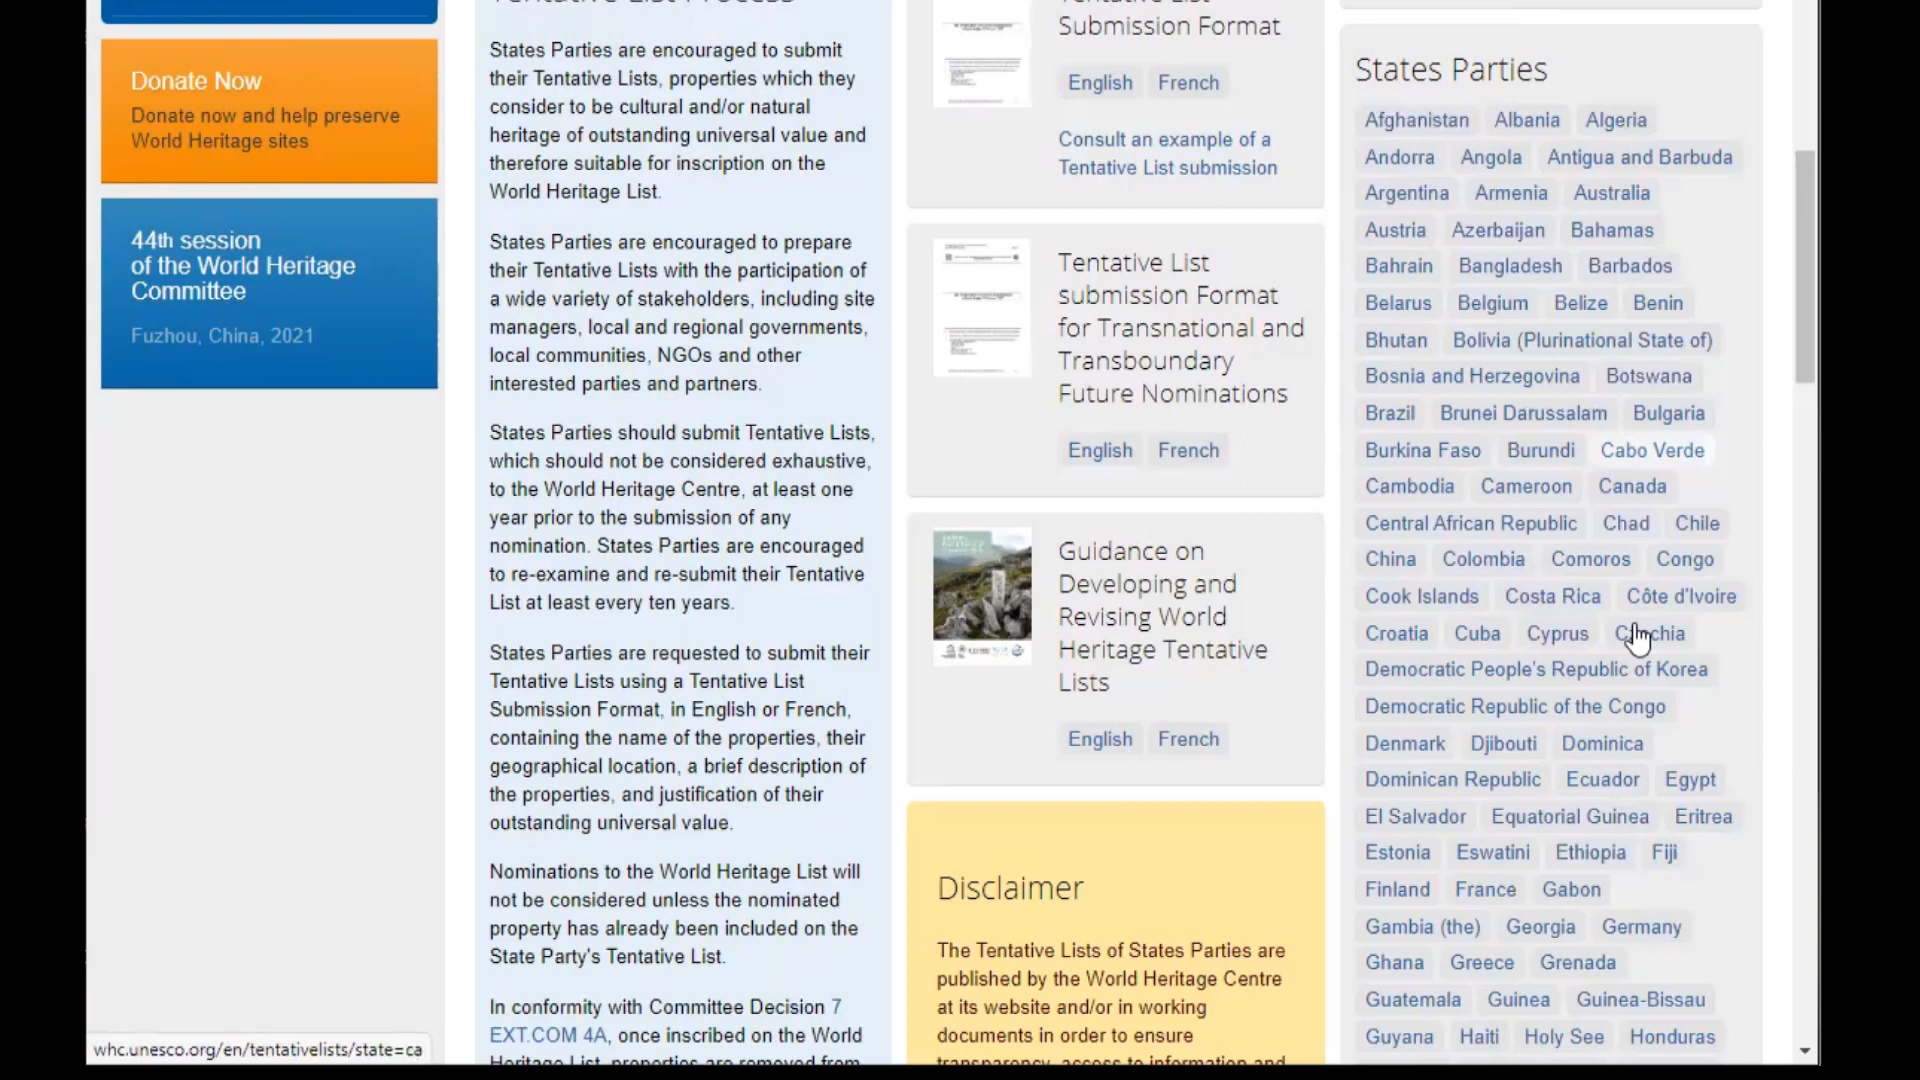 Donate Now
Donate now and help preserve
World Heritage sites
44th session
of the World Heritage
Committee
Fuzhou, China, 2021
Tentative List Process
States Parties are encouraged to submit
their Tentative Lists, properties which they
consider to be cultural and/or natural
heritage of outstanding universal value and
therefore suitable for inscription on the
World Heritage List.
States Parties are encouraged to prepare
their Tentative Lists with the participation of
a wide variety of stakeholders, including site
managers, local and regional governments,
local communities, NGOs and other
interested parties and partners.
States Parties should submit Tentative Lists,
which should not be considered exhaustive,
to the World Heritage Centre, at least one
year prior to the submission of any
nomination. States Parties are encouraged
to re-examine and re-submit their Tentative
List at least every ten years.
States Parties are requested to submit their
Tentative Lists using a Tentative List
Submission Format, in English or French,
containing the name of the properties, their
geographical location, a brief description of
the properties, and justification of their
outstanding universal value.
Nominations to the World Heritage List will
not be considered unless the nominated
property has already been included on the
State Party's Tentative List.
In conformity with Committee Decision 7
EXT.COM 4A, once inscribed on the World
Heritage List, properties are removed from
Tentative List
Submission Format
English French
Consult an example of a
Tentative List submission
Tentative List
submission Format
for Transnational and
Transboundary
Future Nominations
English French
Guidance on
Developing and
Revising World
Heritage Tentative
Lists
English French
Disclaimer
The Tentative Lists of States Parties are
published by the World Heritage Centre
at its website and/or in working
documents in order to ensure
transparency, access to information and
States Parties
Afghanistan Albania Algeria
Andorra Angola Antigua and Barbuda
Argentina Armenia Australia
Austria Azerbaijan Bahamas
Bahrain Bangladesh Barbados
Belarus Belgium Belize Benin
Bhutan Bolivia (Plurinational State of)
Bosnia and Herzegovina Botswana
Brazil Brunei Darussalam Bulgaria
Burkina Faso Burundi Cabo Verde
Cambodia Cameroon Canada
Central African Republic Chad Chile
China Colombia Comoros Congo
Cook Islands Costa Rica Côte d'Ivoire
Croatia Cuba Cyprus Czechia
Democratic People's Republic of Korea
Democratic Republic of the Congo
Denmark Djibouti Dominica
Dominican Republic Ecuador Egypt
El Salvador Equatorial Guinea Eritrea
Estonia Eswatini Ethiopia Fiji
Finland France Gabon
Gambia (the) Georgia Germany
Ghana Greece Grenada
Guatemala Guinea Guinea-Bissau
Guyana Haiti Holy See Honduras
whc.unesco.org/en/tentativelists/state=ca